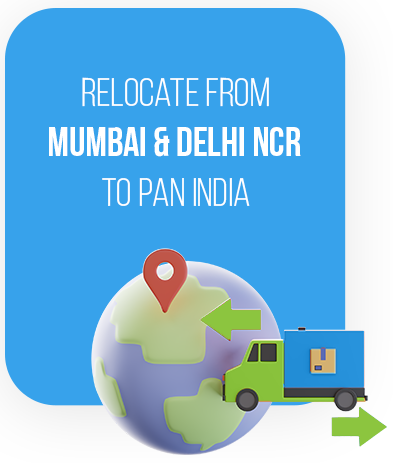 RELOCATE FROM
MUMBAI & DELHI NCR
TO PAN INDIA